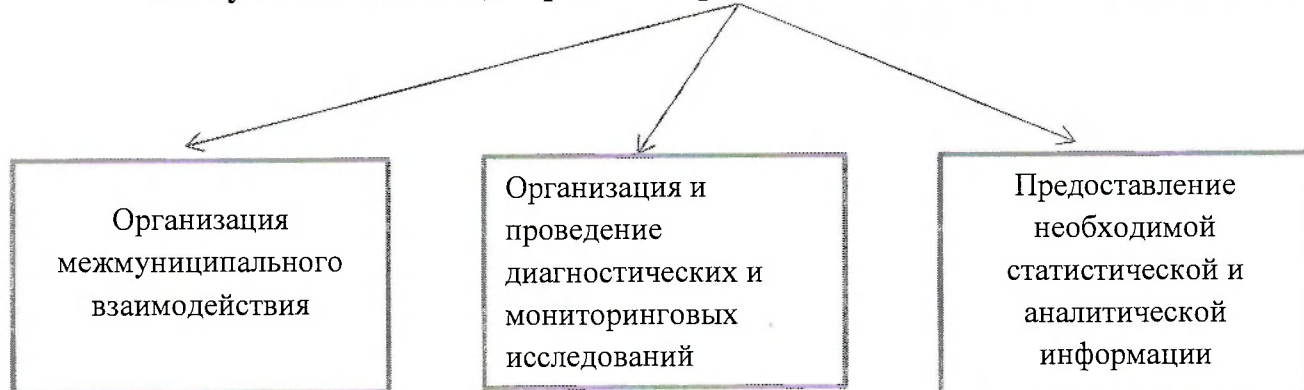 Организация
межмуниципального
взаимодействия
Организация и
проведение
диагностических и
мониторинговых
исследований
Предоставление
необходимой
статистической и
аналитической
информации